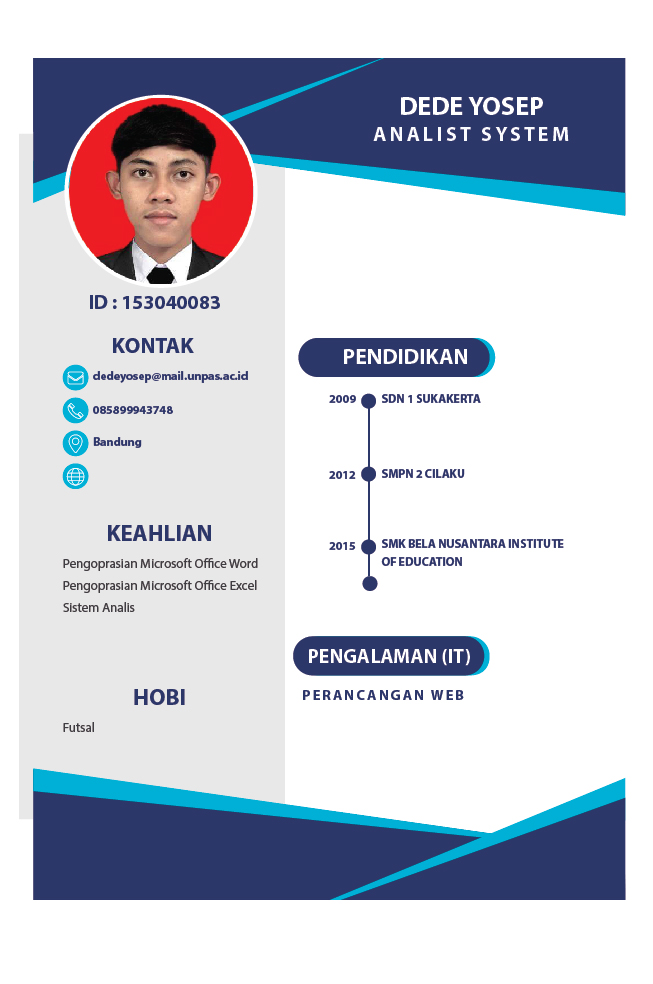 DEDE YOSEP
ANALIST SYSTEM
ID : 153040083
KONTAK
dedeyosep@mail.unpas.ac.id
085899943748
Bandung
KEAHLIAN
Pengoprasian Microsoft Office Word
Pengoprasian Microsoft Office Excel
Sistem Analis
HOBI
Futsal
PENDIDIKAN
2009 SDN 1 SUKAKERTA
2012 SMPN 2 CILAKU
2015 SMK BELA NUSANTARA INSTITUTE
OF EDUCATION
PENGALAMAN (IT)
PERANCANGAN WEB